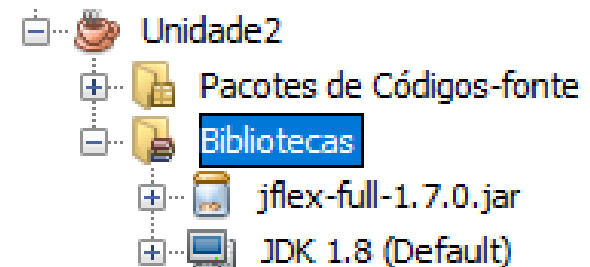 Unidade2
Pacotes de Códigos-fonte
Bibliotecas
jflex-full-1.7.0.jar
JDK 1.8 (Default)